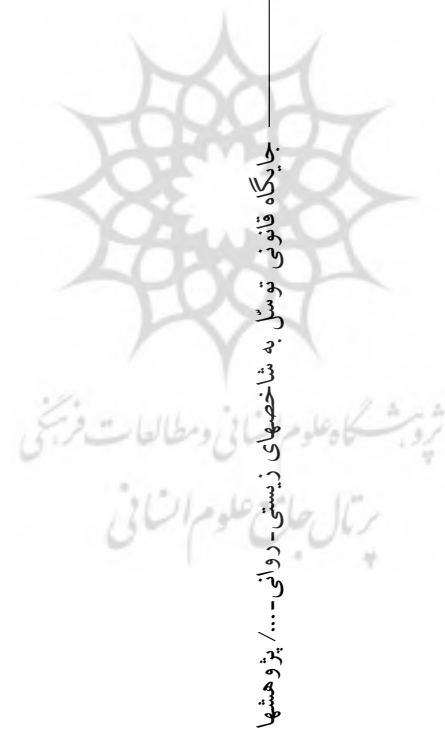 جایگاه قانونی توسّل به شاخصهای زیستی-روانی-.../ پژوهشها
پژوهشگاه علوم انسانی و مطالعات فرهنگی
پرتال جامع علوم انسانی